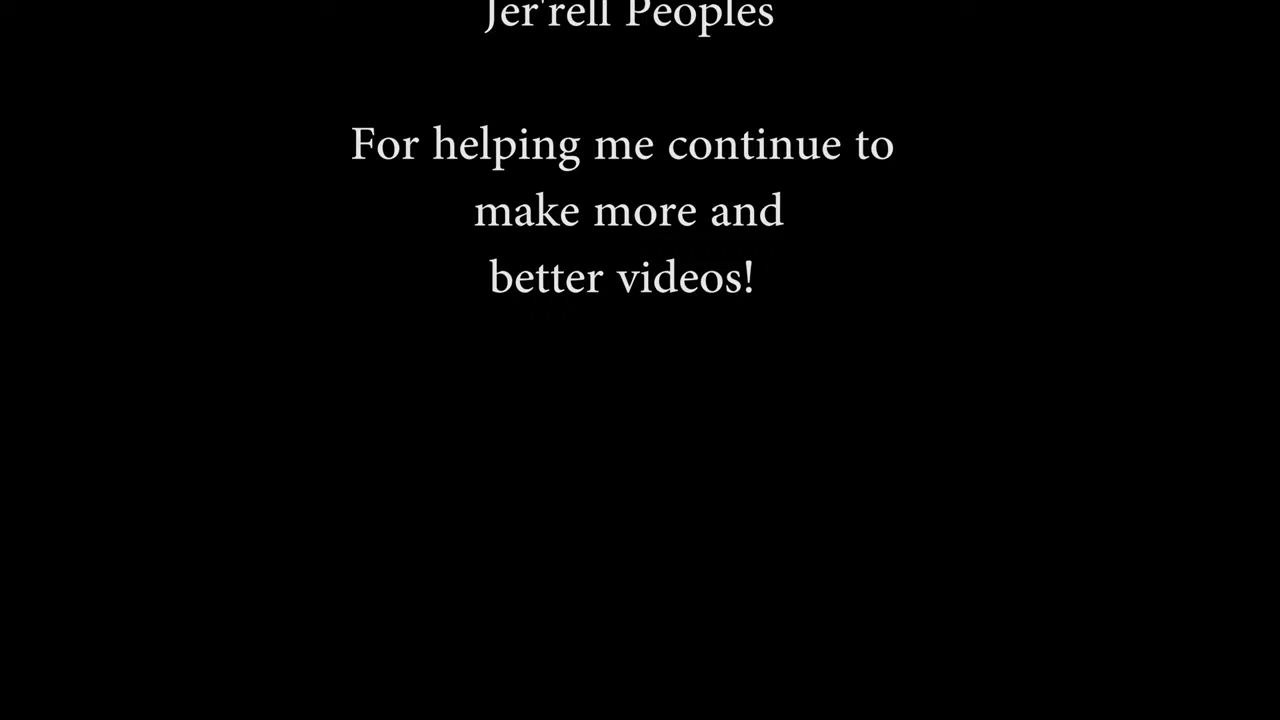 Jer'rell Peoples
For helping me continue to
make more and
better videos!